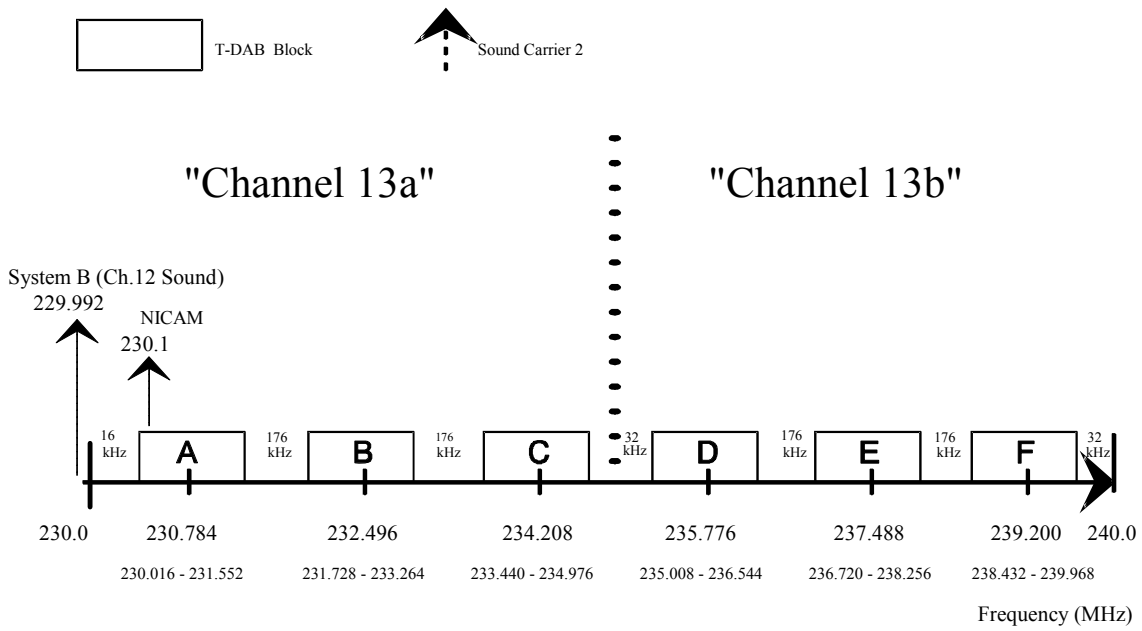 T-DAB Block
Sound Carrier 2
"Channel 13a"
"Channel 13b"
System B (Ch.12 Sound)
229.992
NICAM
230.1
16 kHz
A
176 kHz
B
176 kHz
C
32 kHz
D
176 kHz
E
176 kHz
F
32 kHz
230.0 230.784 232.496 234.208 235.776 237.488 239.200 240.0
230.016 - 231.552 231.728 - 233.264 233.440 - 234.976 235.008 - 236.544 236.720 - 238.256 238.432 - 239.968
Frequency (MHz)